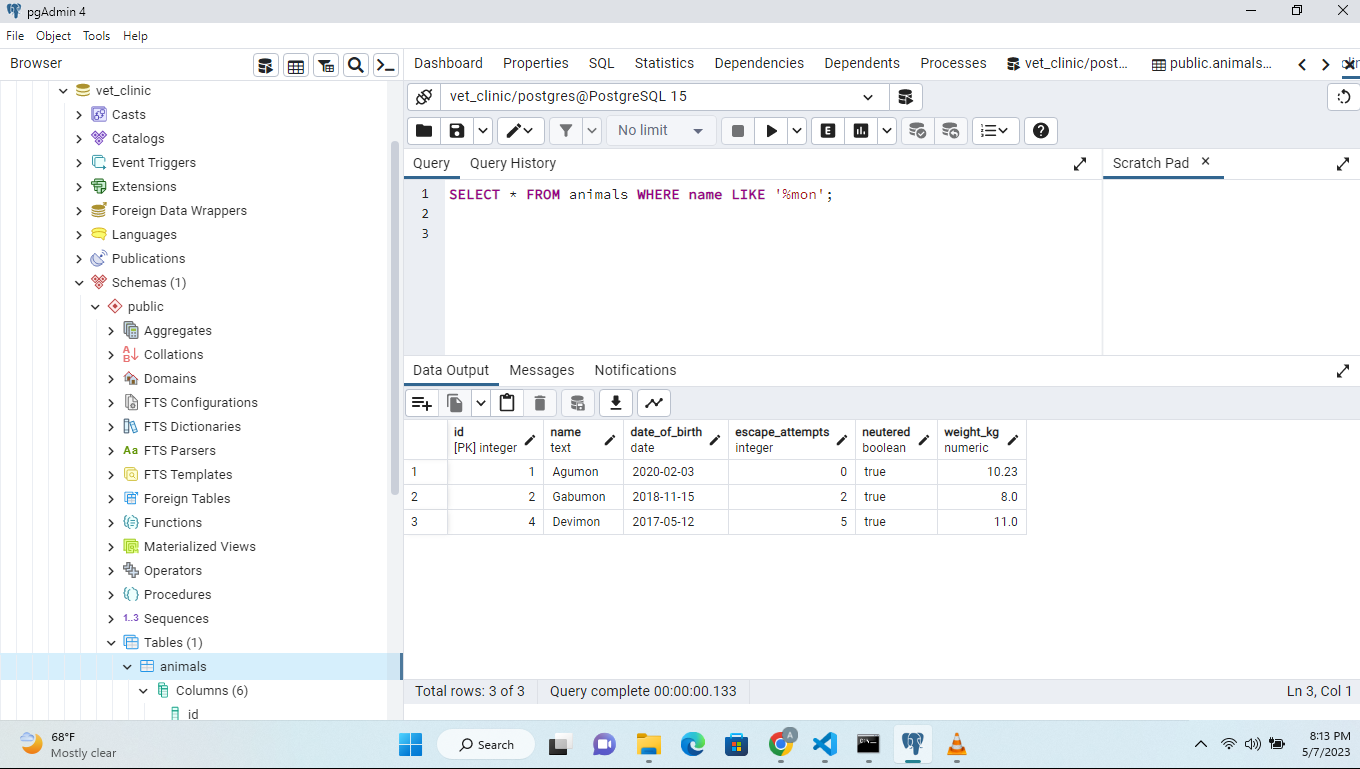 pgAdmin 4
File Object Tools Help
Browser
Dashboard Properties SQL Statistics Dependencies Dependents Processes vet_clinic/post... public.animals...
vet_clinic
Casts
Catalogs
Event Triggers
Extensions
Foreign Data Wrappers
Languages
Publications
Schemas (1)
public
Aggregates
Collations
Domains
FTS Configurations
FTS Dictionaries
FTS Parsers
FTS Templates
Foreign Tables
Functions
Materialized Views
Operators
Procedures
1..3 Sequences
Tables (1)
animals
Columns (6)
id
vet_clinic/postgres@PostgreSQL 15
No limit
Query Query History
Scratch Pad
1 SELECT * FROM animals WHERE name LIKE '%mon';
2
3
Data Output Messages Notifications
id name date_of_birth escape_attempts neutered weight_kg
[PK] integer text date integer boolean numeric
1 1 Agumon 2020-02-03 0 true 10.23
2 2 Gabumon 2018-11-15 2 true 8.0
3 4 Devimon 2017-05-12 5 true 11.0
Total rows: 3 of 3 Query complete 00:00:00.133 Ln 3, Col 1
68°F
Mostly clear
Search
8:13 PM
5/7/2023